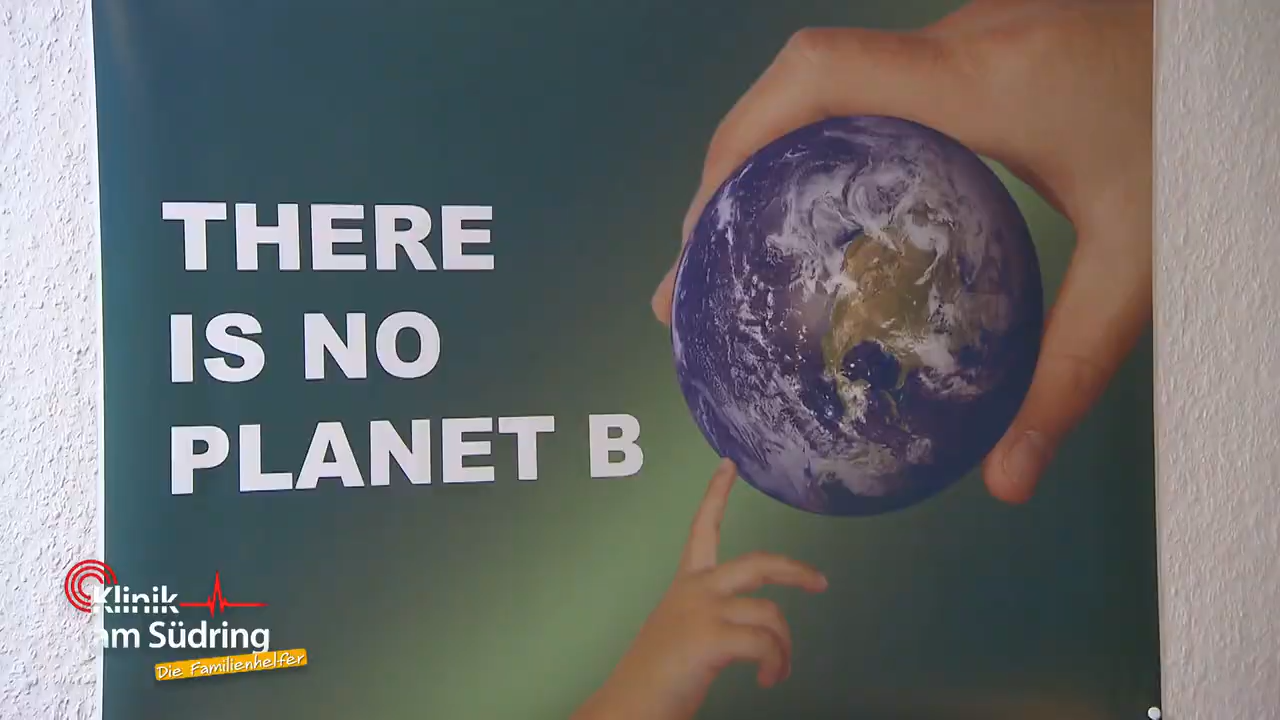 THERE
IS NO
PLANET B
Klinik
am Südring
Die Familienhelfer